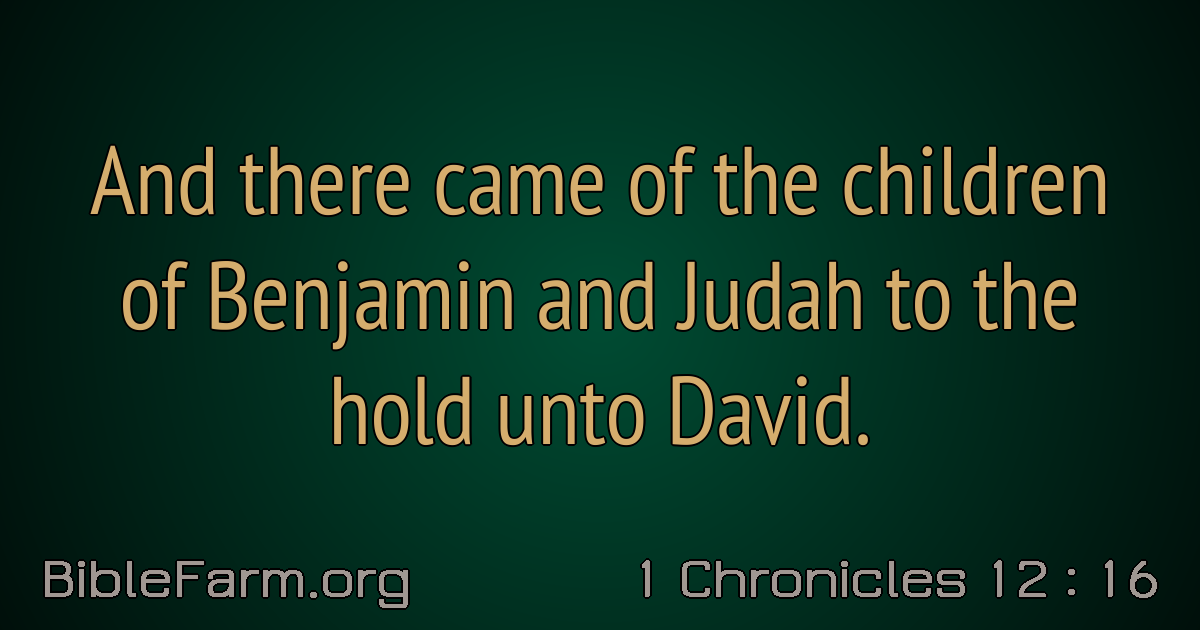 And there came of the children
of Benjamin and Judah to the
hold unto David.
BibleFarm.org
1 Chronicles 12 : 16